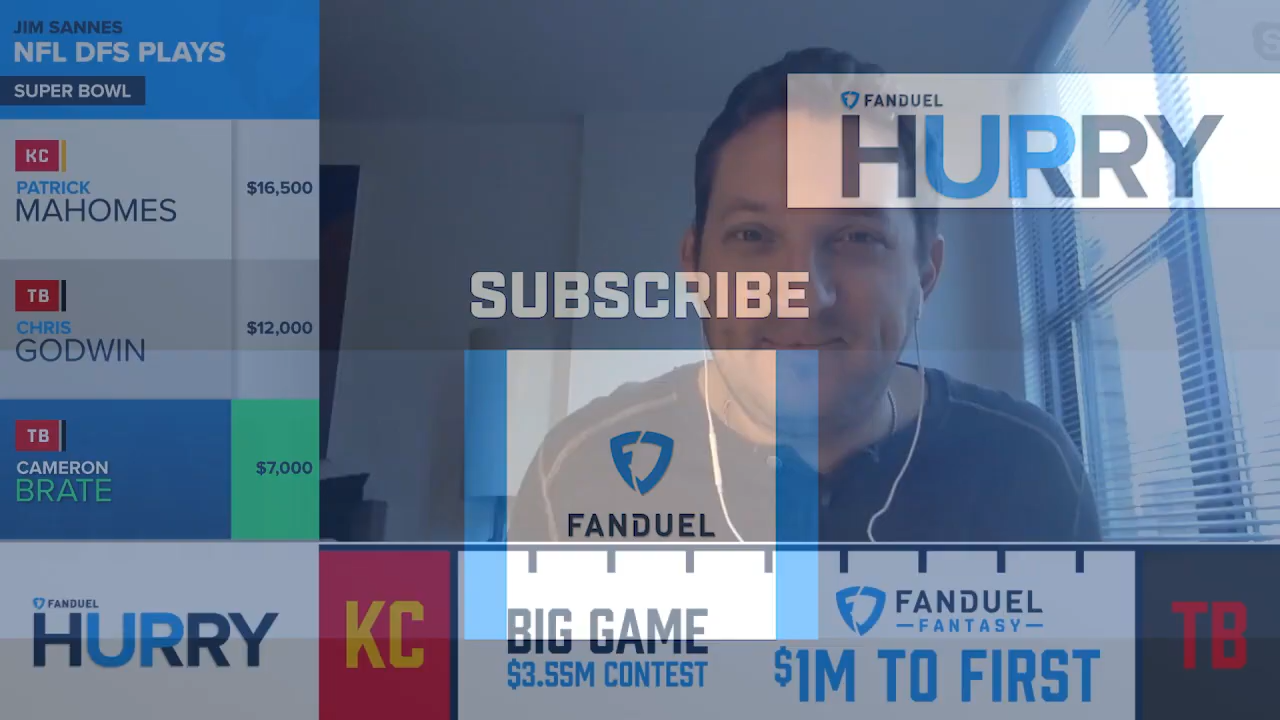 JIM SANNES
NFL DFS PLAYS
SUPER BOWL
KC
PATRICK
MAHOMES
$16,500
TB
CHRIS
GODWIN
$12,000
TB
CAMERON
BRATE
$7,000
FANDUEL
HURRY
FANDUEL
HURRY
SUBSCRIBE
FANDUEL
S
KC
BIG GAME
$3.55M CONTEST
FANDUEL
FANTASY
$1M TO FIRST
TB